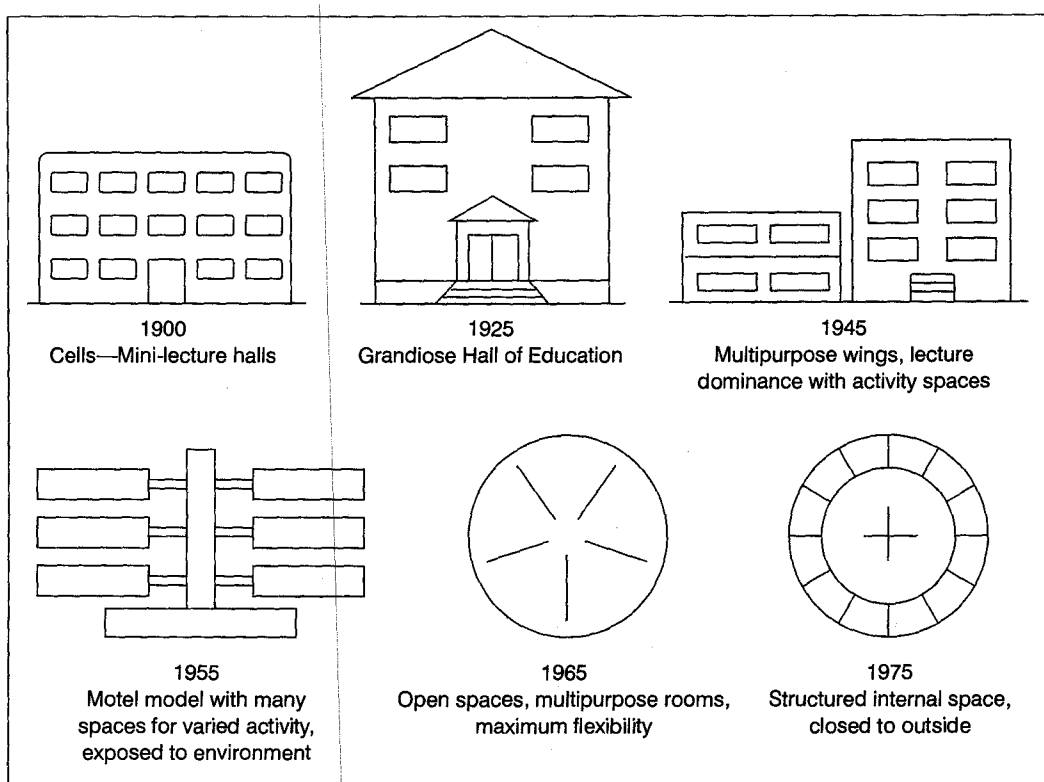 1900
Cells—Mini-lecture halls
1925
Grandiose Hall of Education
1945
Multipurpose wings, lecture
dominance with activity spaces
1955
Motel model with many
spaces for varied activity,
exposed to environment
1965
Open spaces, multipurpose rooms,
maximum flexibility
1975
Structured internal space,
closed to outside